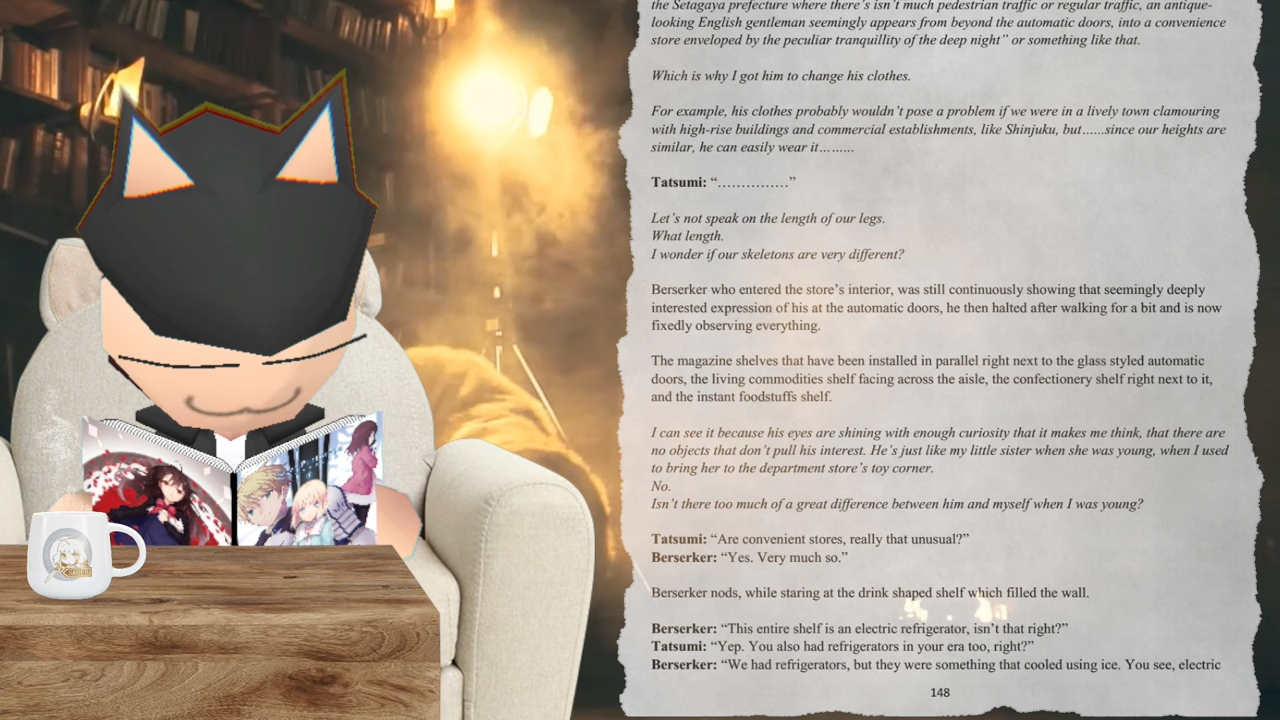 the Setagaya prefecture where there's isn't much pedestrian traffic or regular traffic, an antique-
looking English gentleman seemingly appears from beyond the automatic doors, into a convenience
store enveloped by the peculiar tranquillity of the deep night" or something like that.
Which is why I got him to change his clothes.
For example, his clothes probably wouldn't pose a problem if we were in a lively town clamouring
with high-rise buildings and commercial establishments, like Shinjuku, but……since our heights are
similar, he can easily wear it………
Tatsumi: "……………"
Let's not speak on the length of our legs.
What length.
I wonder if our skeletons are very different?
Berserker who entered the store's interior, was still continuously showing that seemingly deeply
interested expression of his at the automatic doors, he then halted after walking for a bit and is now
fixedly observing everything.
The magazine shelves that have been installed in parallel right next to the glass styled automatic
doors, the living commodities shelf facing across the aisle, the confectionery shelf right next to it,
and the instant foodstuffs shelf.
I can see it because his eyes are shining with enough curiosity that it makes me think, that there are
no objects that don't pull his interest. He's just like my little sister when she was young, when I used
to bring her to the department store's toy corner.
No.
Isn't there too much of a great difference between him and myself when I was young?
Tatsumi: "Are convenient stores, really that unusual?"
Berserker: "Yes. Very much so."
Berserker nods, while staring at the drink shaped shelf which filled the wall.
Berserker: "This entire shelf is an electric refrigerator, isn't that right?"
Tatsumi: "Yep. You also had refrigerators in your era too, right?"
Berserker: "We had refrigerators, but they were something that cooled using ice. You see, electric
148